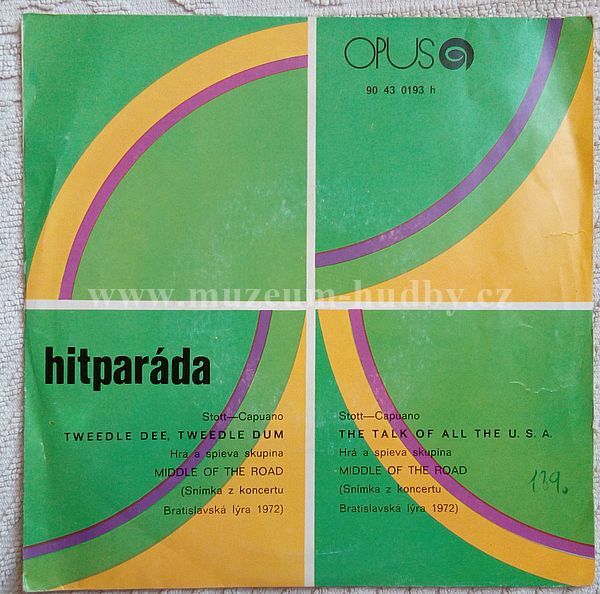 OPUS
90 43 0193 h
www.muzeum-hudby.cz
hitparáda
Stott—Capuano
TWEEDLE DEE, TWEEDLE DUM
Hrá a spieva skupina
MIDDLE OF THE ROAD
(Snímka z koncertu
Bratislavská lýra 1972)
Stott—Capuano
THE TALK OF ALL THE U. S. A.
Hrá a spieva skupina
MIDDLE OF THE ROAD
(Snímka z koncertu
Bratislavská lýra 1972)